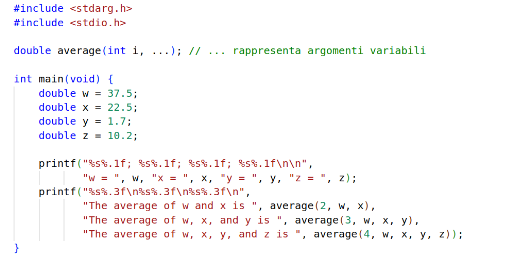 #include <stdarg.h>
#include <stdio.h>
double average(int i, ...); // ... rappresenta argomenti variabili
int main(void) {
double w = 37.5;
double x = 22.5;
double y = 1.7;
double z = 10.2;
printf("%s%.1f; %s%.1f; %s%.1f; %s%.1f\n\n",
"w = ", w, "x = ", x, "y = ", y, "z = ", z);
printf("%s%.3f\n%s%.3f\n%s%.3f\n",
"The average of w and x is ", average(2, w, x),
"The average of w, x, and y is ", average(3, w, x, y),
"The average of w, x, y, and z is ", average(4, w, x, y, z));
}